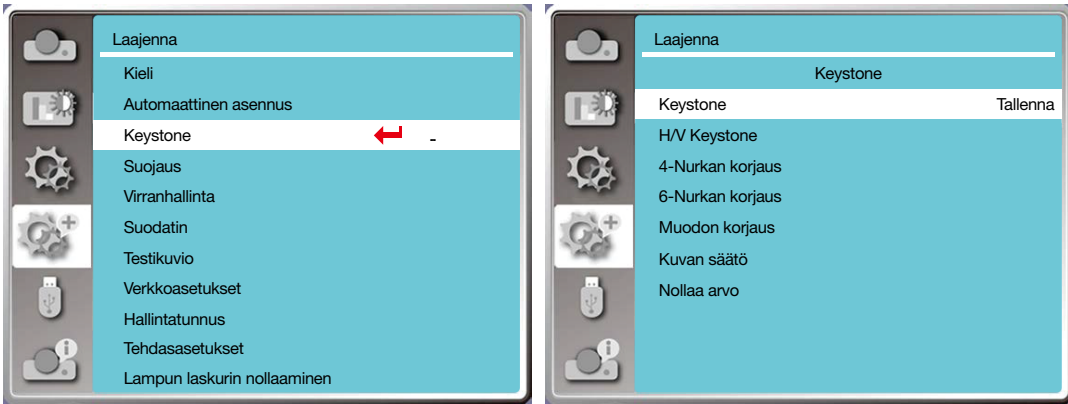 Laajenna
Kieli
Automaattinen asennus
Keystone -
Suojaus
Virranhallinta
Suodatin
Testikuvio
Verkkoasetukset
Hallintatunnus
Tehdasasetukset
Lampun laskurin nollaaminen
Laajenna
Keystone
Keystone Tallenna
H/V Keystone
4-Nurkan korjaus
6-Nurkan korjaus
Muodon korjaus
Kuvan säätö
Nollaa arvo